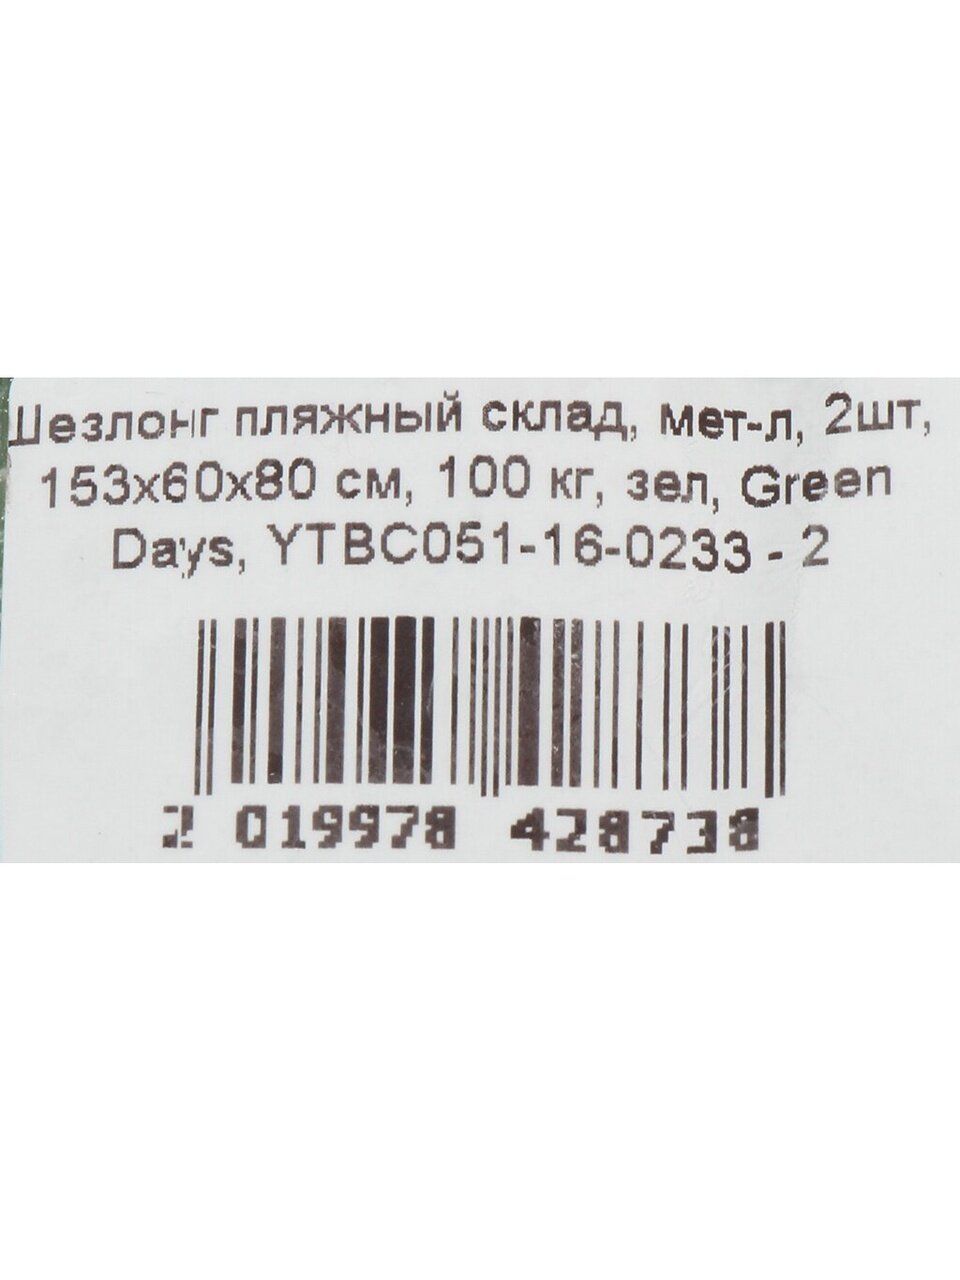 Шезлонг пляжный склад, мет-л, 2шт,
153x60x80 см, 100 кг, зел, Green
Days, YTBC051-16-0233 - 2
2 019978 428738